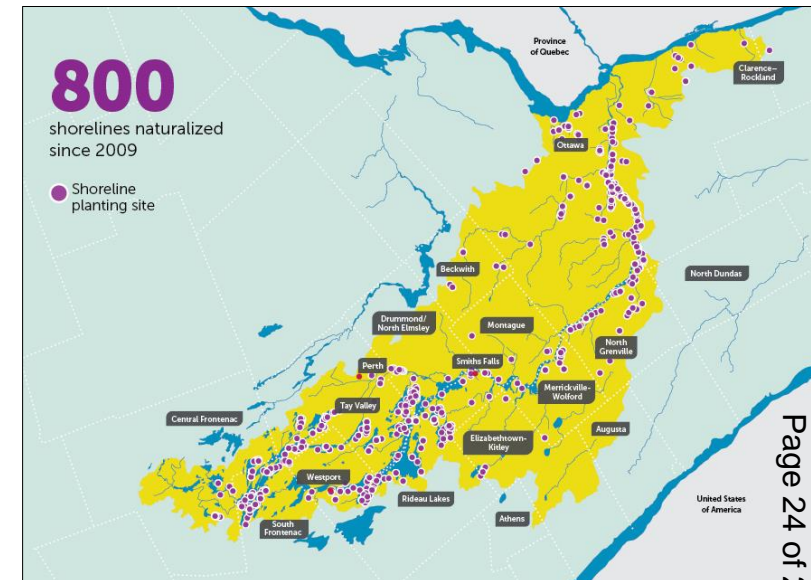 800
shorelines naturalized
since 2009
Shoreline
planting site
Province
of Quebec
Clarence–
Rockland
Ottawa
North Dundas
Beckwith
Drummond/
North Elmsley
Montague
North
Grenville
Smiths Falls
Perth
Merrickville-
Wolford
Tay Valley
Central Frontenac
Augusta
Elizabethtown-
Kitley
Westport
Rideau Lakes
United States
of America
Athens
South
Frontenac
Page 24 of